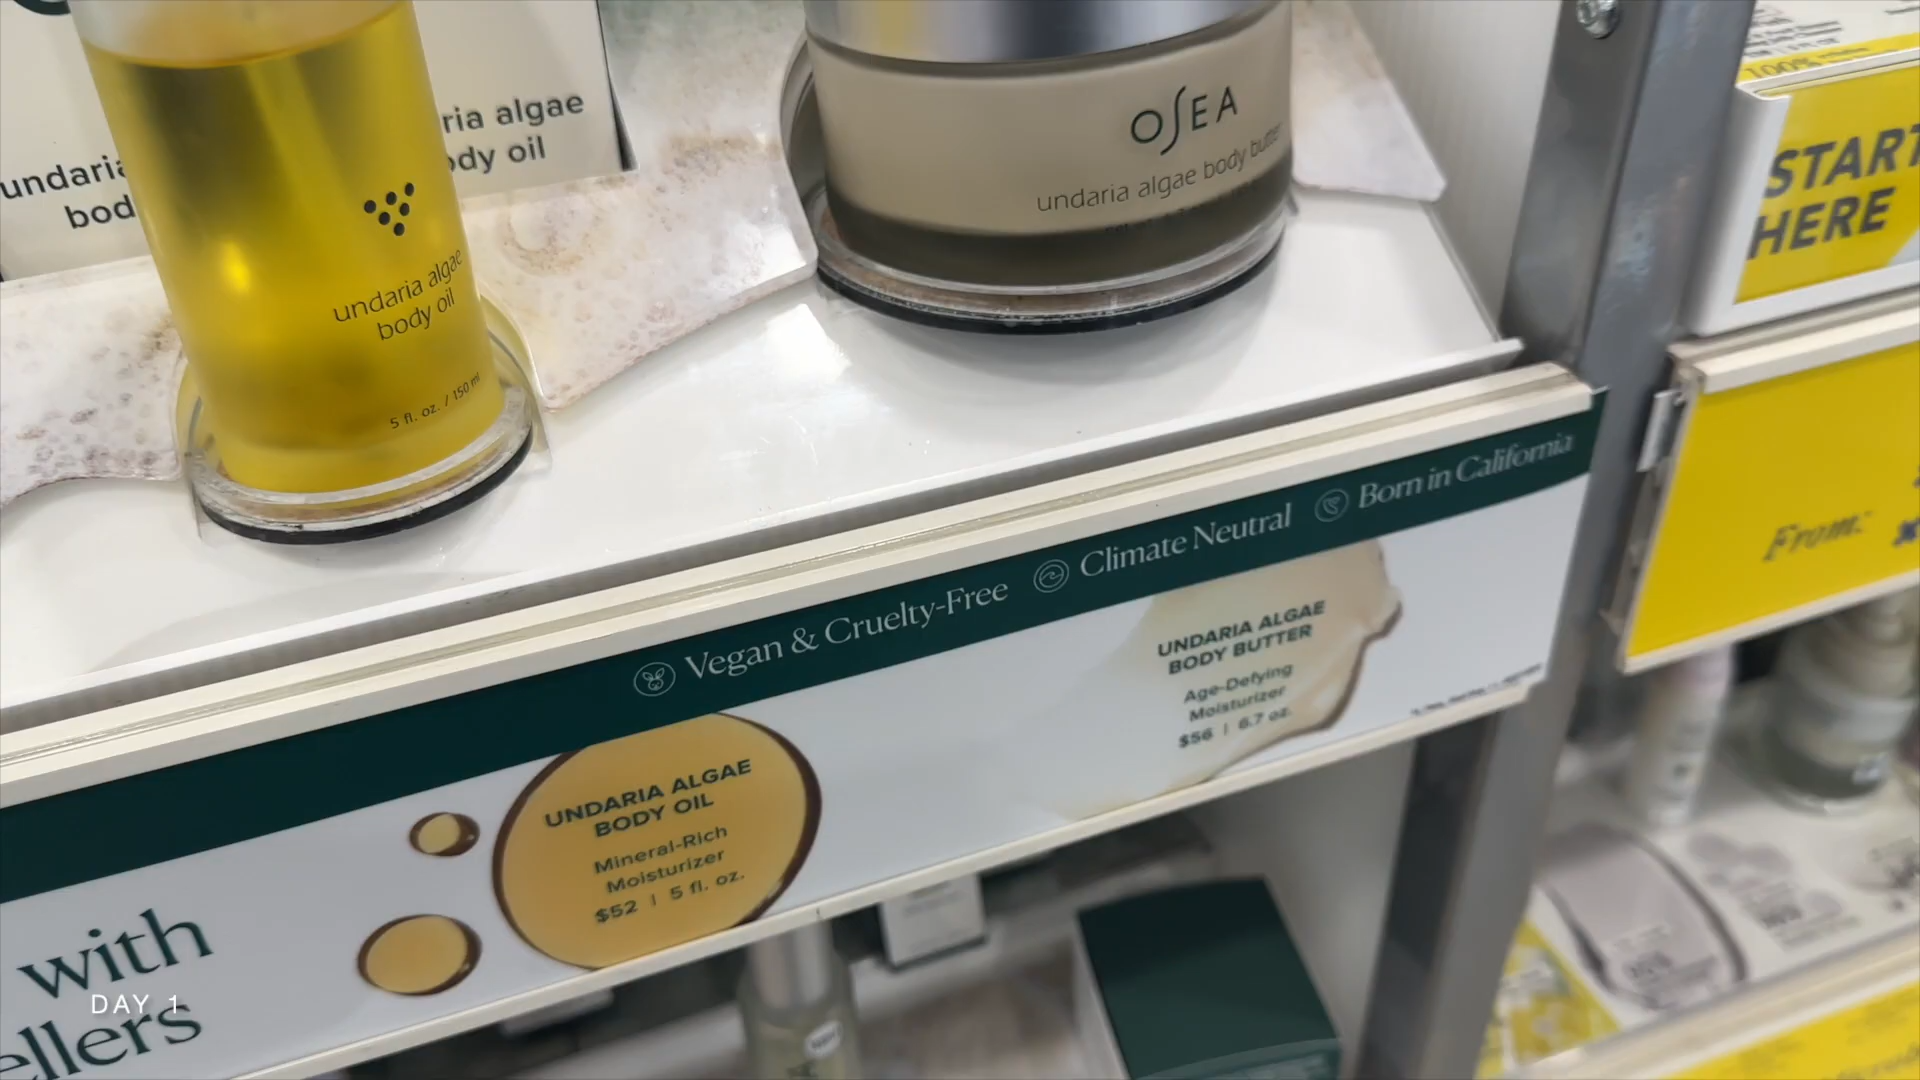 undaria
bod
ria algae
ody oil
undaria algae
body oil
5 fl. oz. / 150 ml
OSEA
undaria algae body butter
100%
START
HERE
From:
Vegan & Cruelty-Free
Climate Neutral
Born in California
UNDARIA ALGAE
BODY OIL
Mineral-Rich
Moisturizer
$52 | 5 fl. oz.
UNDARIA ALGAE
BODY BUTTER
Age-Defying
Moisturizer
$56 | 6.7 oz.
with
ellers
DAY 1